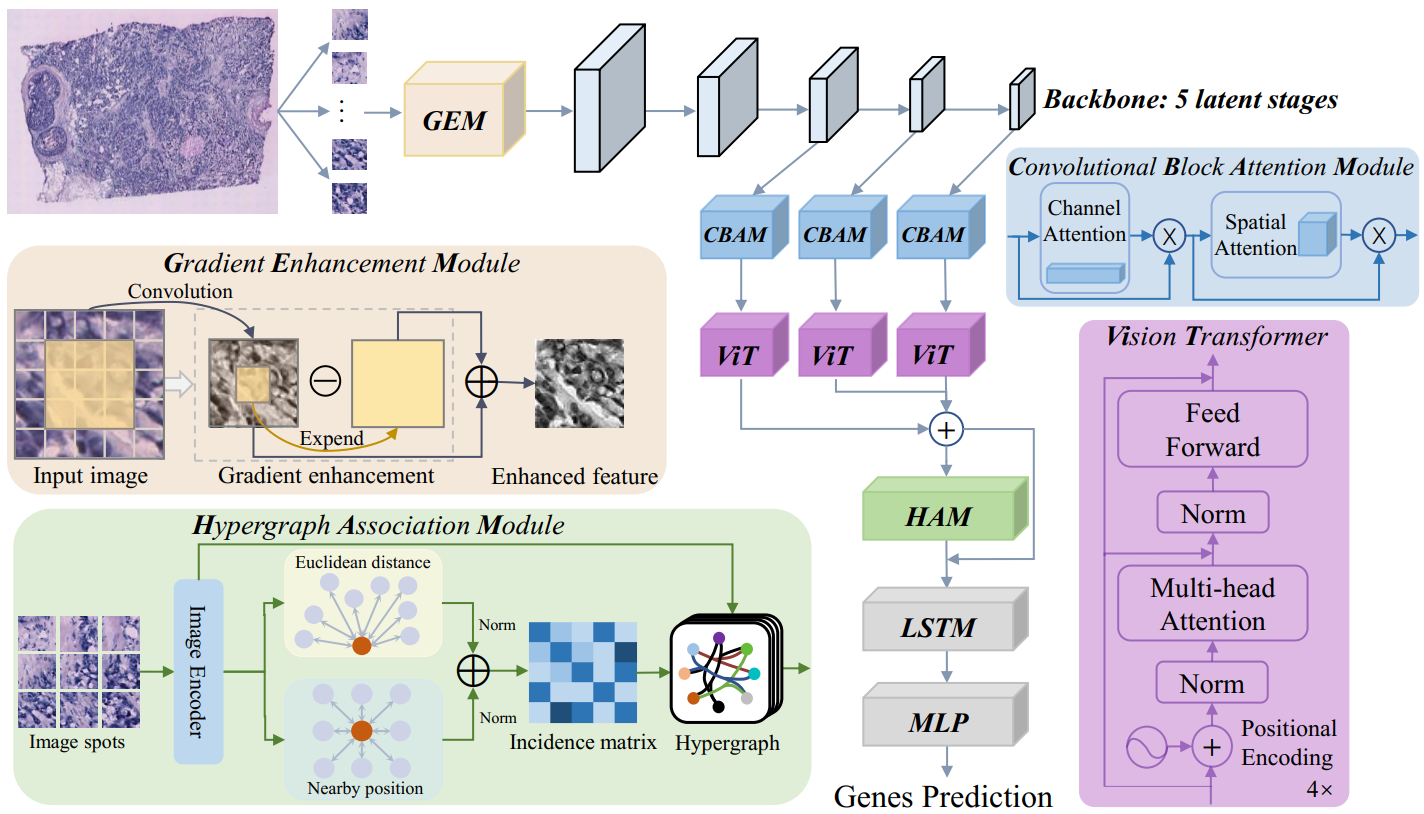 GEM
Backbone: 5 latent stages
CBAM
CBAM
CBAM
ViT
ViT
ViT
+
HAM
LSTM
MLP
Genes Prediction
Convolutional Block Attention Module
Channel
Attention
X
Spatial
Attention
X
Gradient Enhancement Module
Convolution
Expend
Input image
Gradient enhancement
Enhanced feature
Hypergraph Association Module
Image spots
Image Encoder
Euclidean distance
Nearby position
Norm
Norm
Incidence matrix
Hypergraph
Vision Transformer
Feed
Forward
Norm
Multi-head
Attention
Norm
+
Positional
Encoding
4×